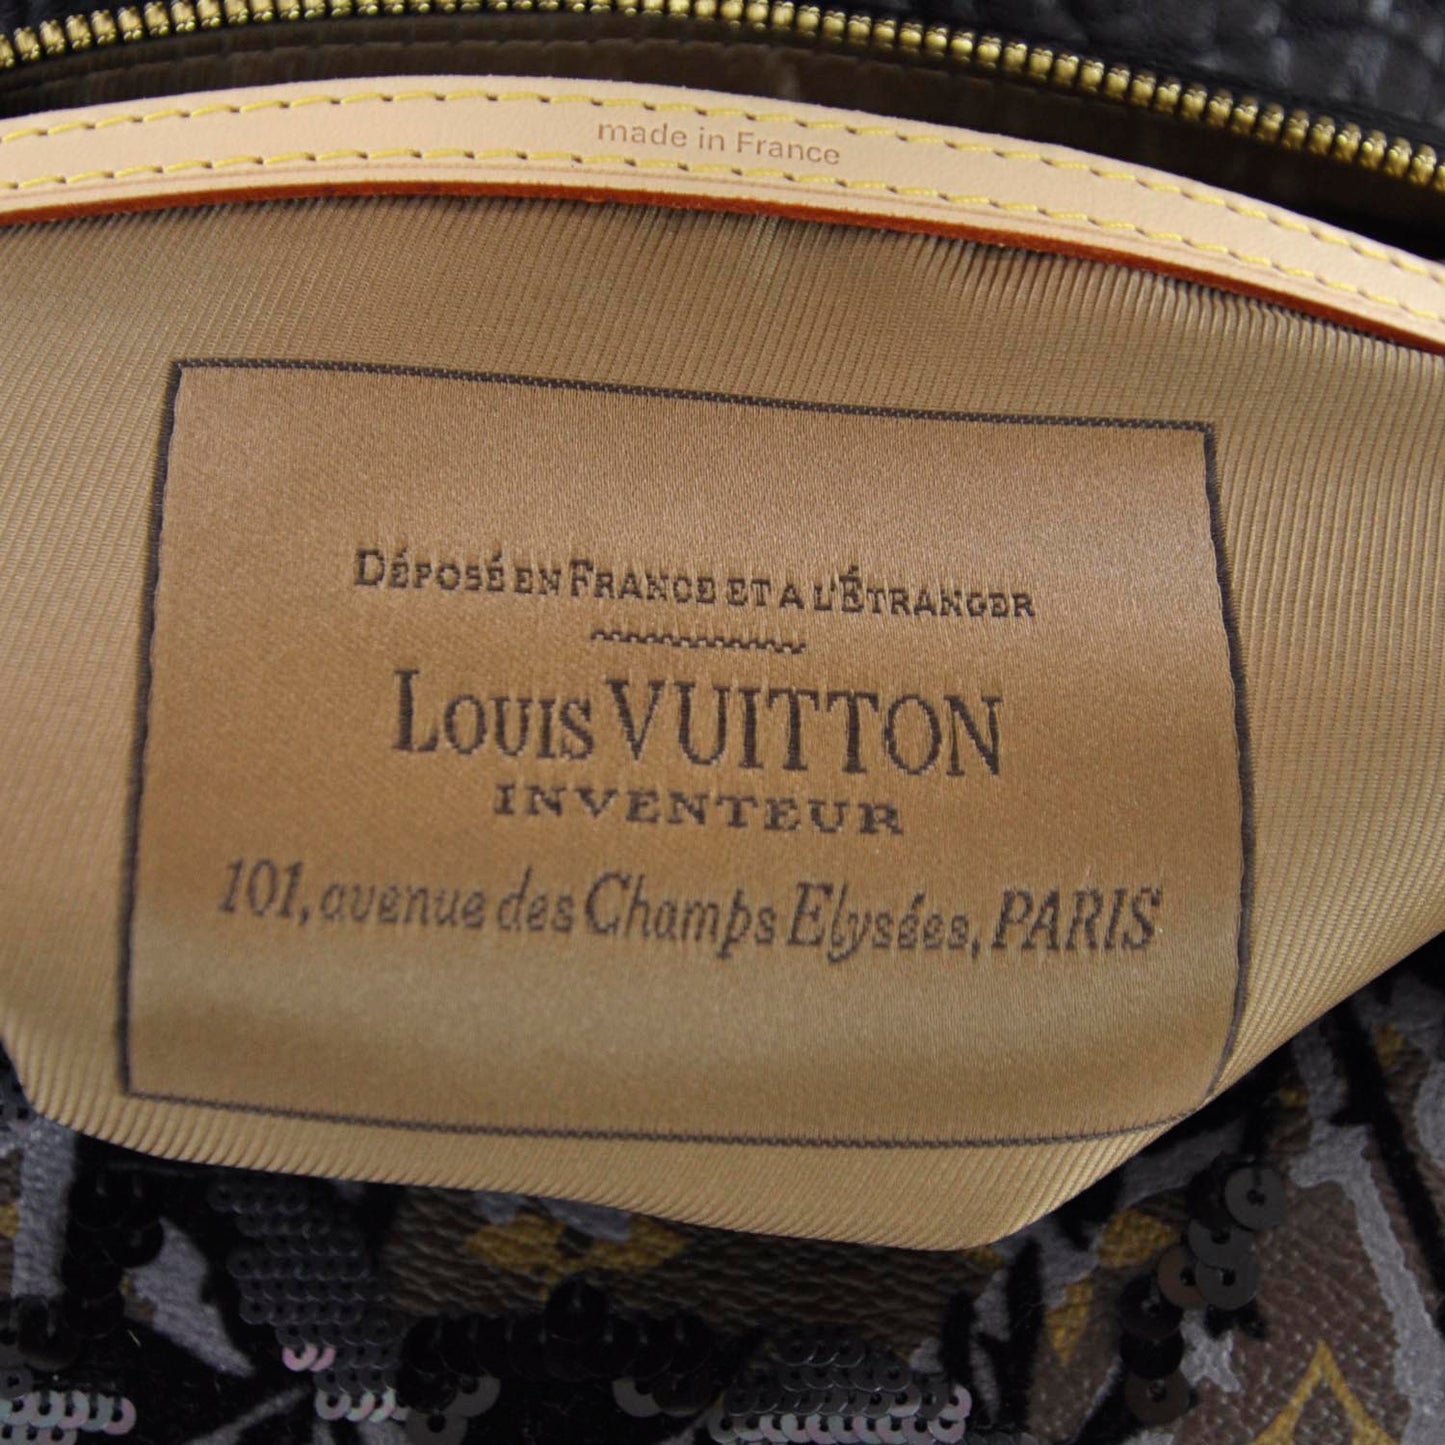 made in France
DÉPOSÉ EN FRANCE ET A L'ÉTRANGER
LOUIS VUITTON
INVENTEUR
101, avenue des Champs Elysées, PARIS